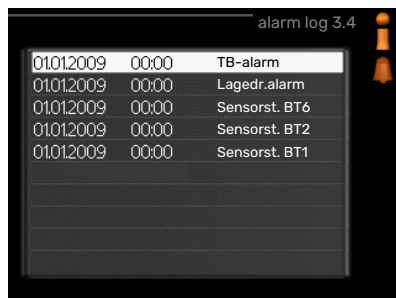 alarm log 3.4
01.01.2009 00:00 TB-alarm
01.01.2009 00:00 Lagedr.alarm
01.01.2009 00:00 Sensorst. BT6
01.01.2009 00:00 Sensorst. BT2
01.01.2009 00:00 Sensorst. BT1